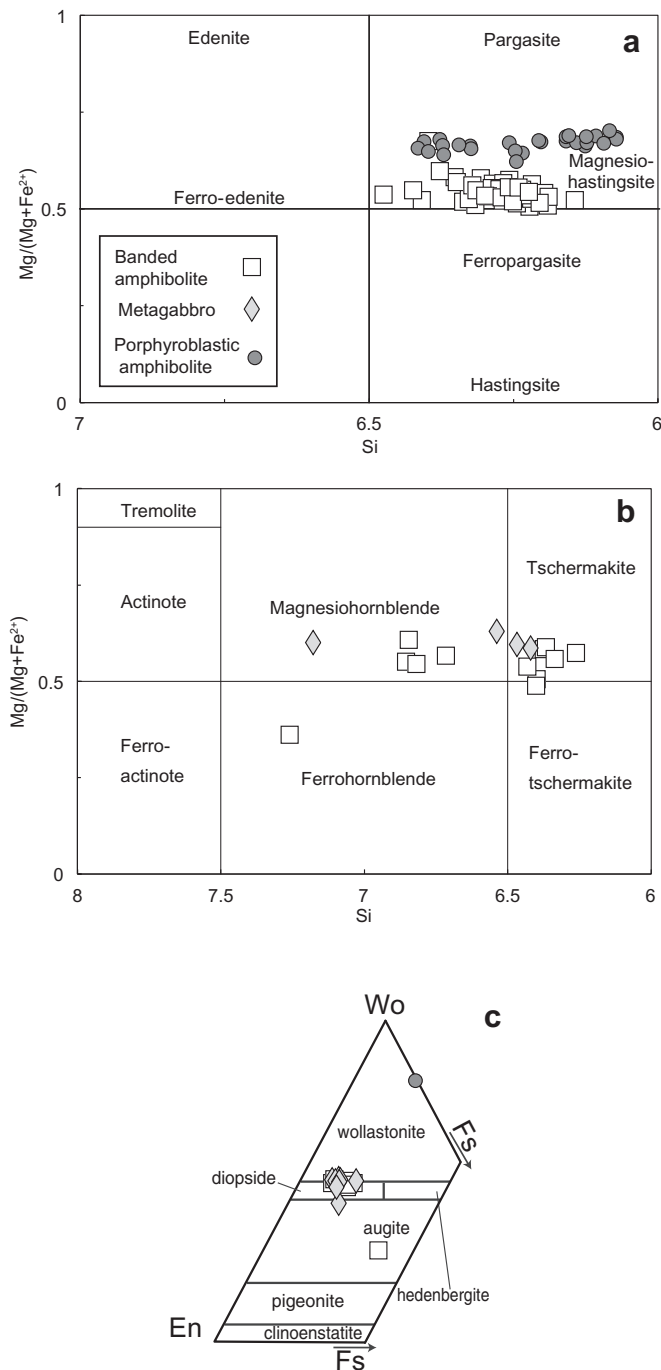 a
Edenite
Pargasite
Magnesio-
hastingsite
Ferro-edenite
Ferropargasite
Hastingsite
Banded
amphibolite
Metagabbro
Porphyroblastic
amphibolite
Mg/(Mg+Fe²⁺)
1
0.5
0
7
6.5
6
Si
b
Tremolite
Actinote
Magnesiohornblende
Tschermakite
Ferro-
actinote
Ferrohornblende
Ferro-
tschermakite
Mg/(Mg+Fe²⁺)
1
0.5
0
8
7.5
7
6.5
6
Si
c
Wo
wollastonite
Fs
diopside
augite
hedenbergite
pigeonite
En
clinoenstatite
Fs